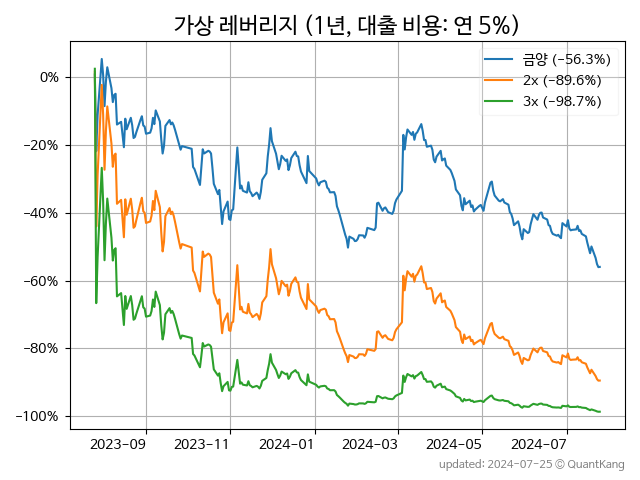 가상 레버리지 (1년, 대출 비용: 연 5%)
금양 (−56.3%)
2x (−89.6%)
3x (−98.7%)
0%
−20%
−40%
−60%
−80%
−100%
2023-09 2023-11 2024-01 2024-03 2024-05 2024-07
updated: 2024-07-25 © QuantKang